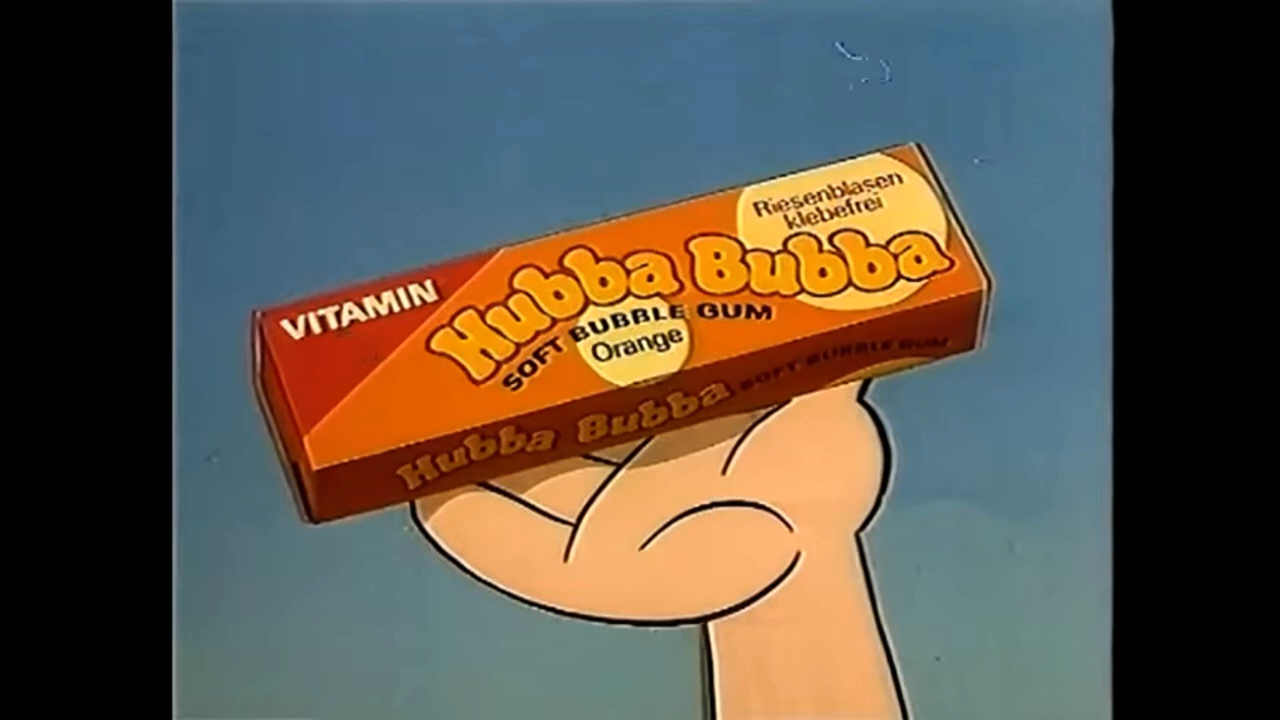 Riesenblasen
klebefrei
VITAMIN
Hubba Bubba
SOFT BUBBLE GUM
Orange
Hubba Bubba SOFT BUBBLE GUM